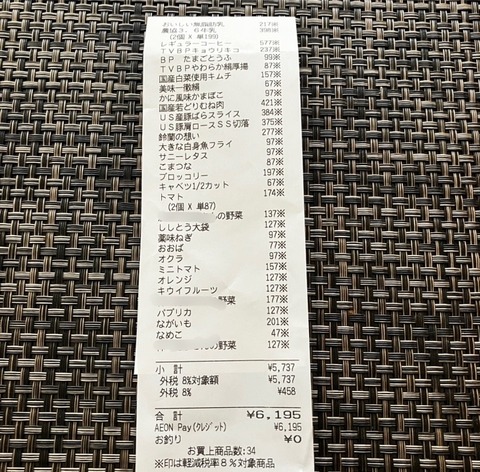 おいしい無脂肪乳 217※
農協3.6牛乳 398※
(2個 X 単199)
レギュラーコーヒー 577※
TVBPキョウリキコ 237※
BP たまごとうふ 99※
TVBPやわらか絹厚揚 87※
国産白菜使用キムチ 157※
美味一徹絹 67※
かに風味かまぼこ 97※
国産若どりむね肉 421※
US産豚ばらスライス 384※
US豚肩ロースSS切落 375※
鈴蘭の想い 277※
大きな白身魚フライ 97※
サニーレタス 97※
こまつな 87※
ブロッコリー 197※
キャベツ1/2カット 67※
トマト 174※
(2個 X 単87)
の野菜 137※
ししとう大袋 127※
薬味ねぎ 97※
おおば 77※
オクラ 97※
ミニトマト 157※
オレンジ 127※
キウイフルーツ 127※
野菜 177※
パプリカ 127※
ながいも 201※
なめこ 47※
の野菜 127※
小 計 ¥5,737
外税 8%対象額 ¥5,737
外税 8% ¥458
合 計 ¥6,195
AEON Pay(クレジット) ¥6,195
お釣り ¥0
お買上商品数:34
※印は軽減税率8%対象商品